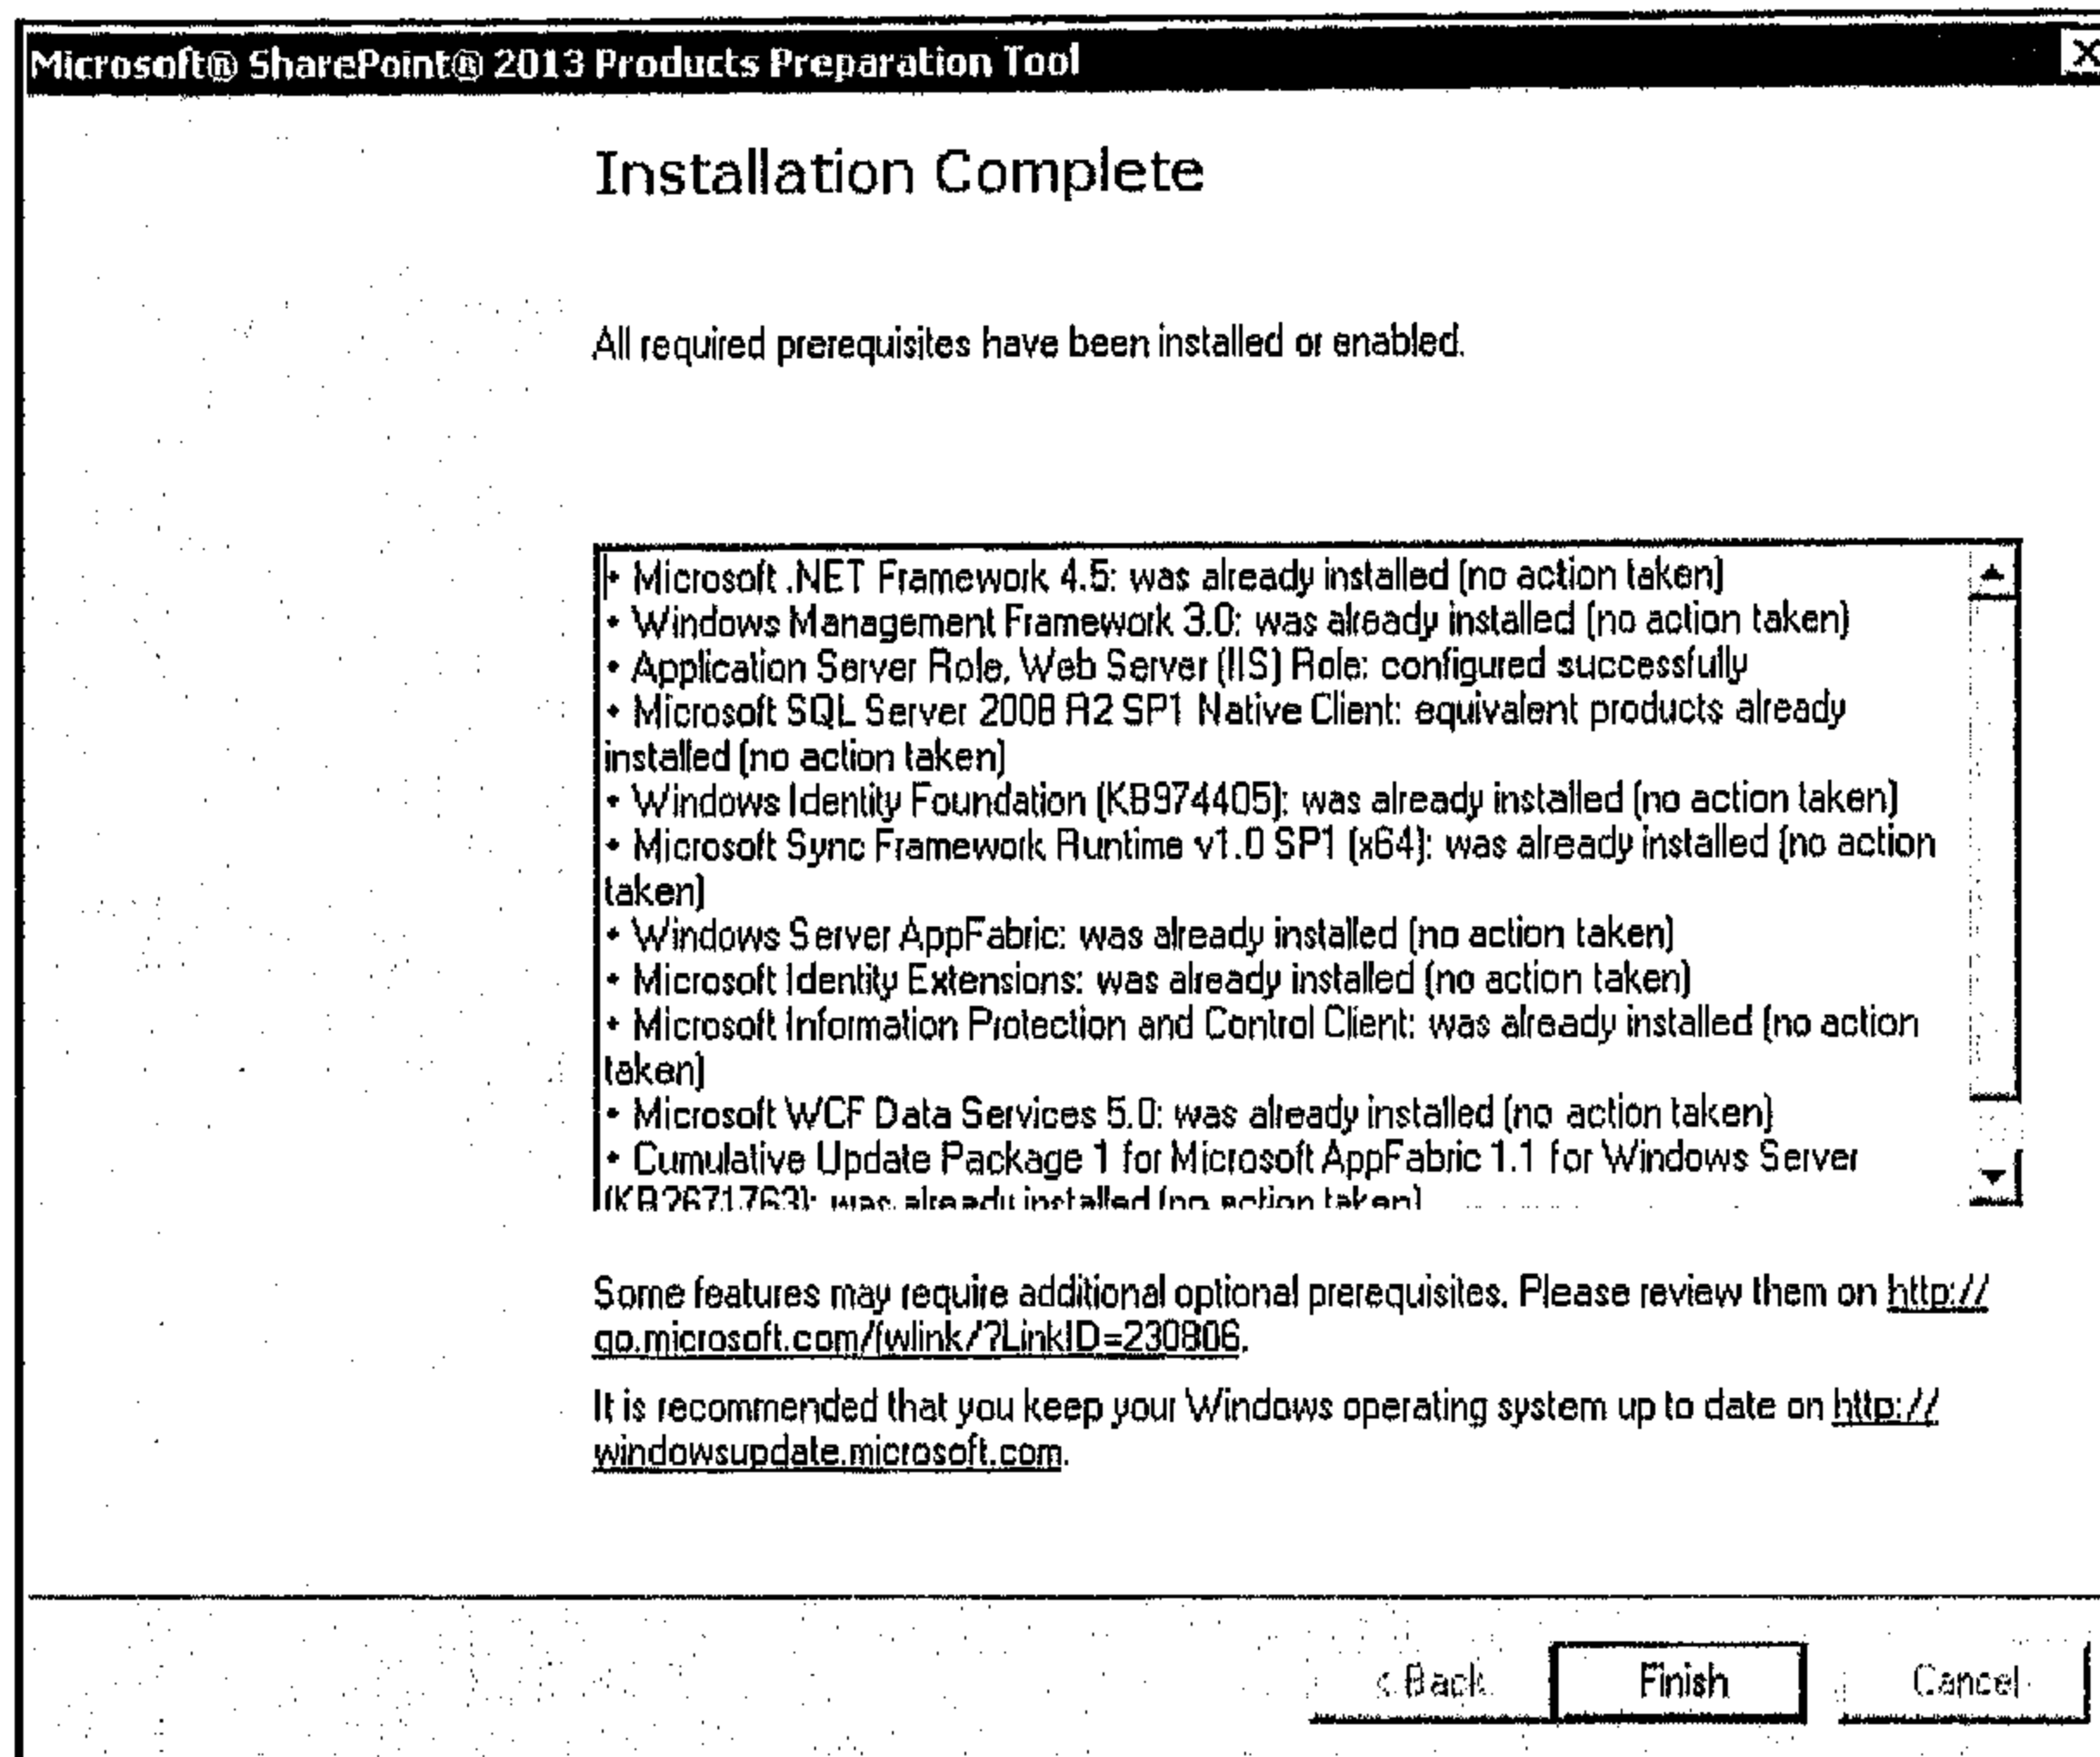 Microsoft® SharePoint® 2013 Products Preparation Tool
Installation Complete
All required prerequisites have been installed or enabled.
• Microsoft .NET Framework 4.5: was already installed (no action taken)
• Windows Management Framework 3.0: was already installed (no action taken)
• Application Server Role, Web Server (IIS) Role: configured successfully
• Microsoft SQL Server 2008 R2 SP1 Native Client: equivalent products already
installed (no action taken)
• Windows Identity Foundation (KB974405): was already installed (no action taken)
• Microsoft Sync Framework Runtime v1.0 SP1 (x64): was already installed (no action
taken)
• Windows Server AppFabric: was already installed (no action taken)
• Microsoft Identity Extensions: was already installed (no action taken)
• Microsoft Information Protection and Control Client: was already installed (no action
taken)
• Microsoft WCF Data Services 5.0: was already installed (no action taken)
• Cumulative Update Package 1 for Microsoft AppFabric 1.1 for Windows Server
(KB2671763): was already installed (no action taken)
Some features may require additional optional prerequisites. Please review them on http://
go.microsoft.com/fwlink/?LinkID=230806.
It is recommended that you keep your Windows operating system up to date on http://
windowsupdate.microsoft.com.
< Back Finish Cancel